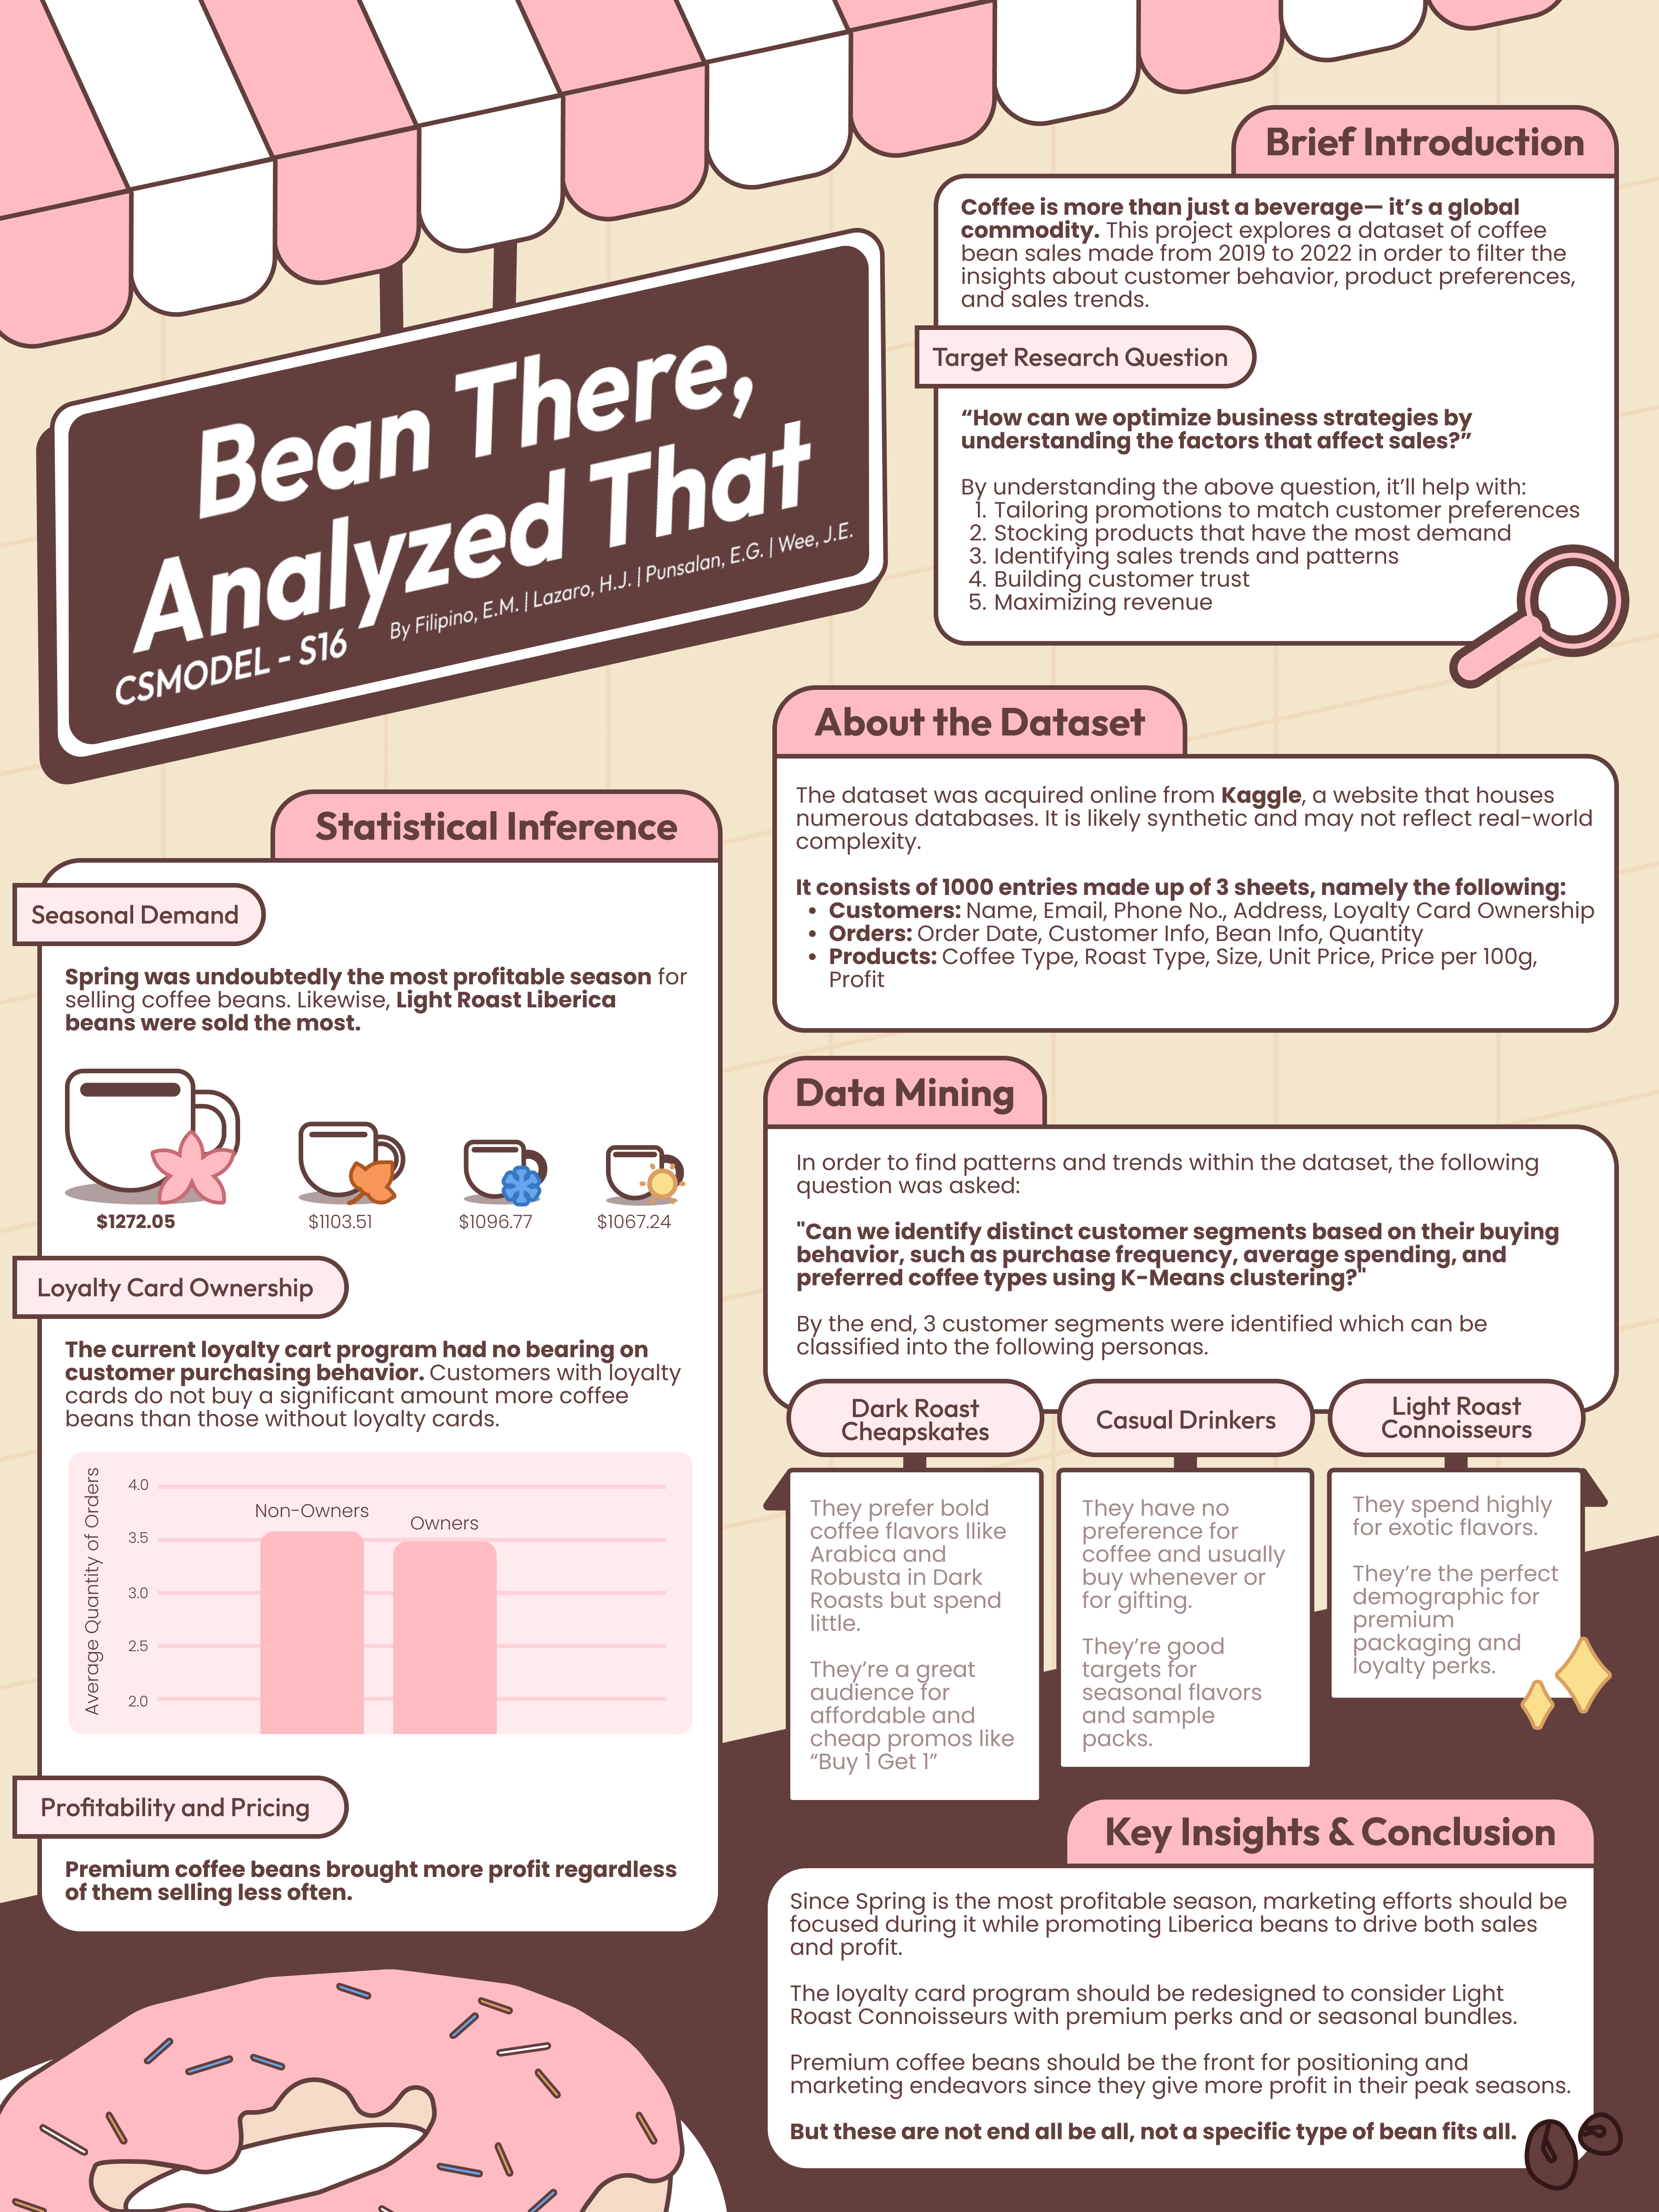 Bean There,
Analyzed That
CSMODEL - S16
By Filipino, E.M. | Lazaro, H.J. | Punsalan, E.G. | Wee, J.E.
Brief Introduction
Coffee is more than just a beverage— it’s a global
commodity. This project explores a dataset of coffee
bean sales made from 2019 to 2022 in order to filter the
insights about customer behavior, product preferences,
and sales trends.
Target Research Question
“How can we optimize business strategies by
understanding the factors that affect sales?”
By understanding the above question, it’ll help with:
1. Tailoring promotions to match customer preferences
2. Stocking products that have the most demand
3. Identifying sales trends and patterns
4. Building customer trust
5. Maximizing revenue
About the Dataset
The dataset was acquired online from Kaggle, a website that houses
numerous databases. It is likely synthetic and may not reflect real-world
complexity.
It consists of 1000 entries made up of 3 sheets, namely the following:
• Customers: Name, Email, Phone No., Address, Loyalty Card Ownership
• Orders: Order Date, Customer Info, Bean Info, Quantity
• Products: Coffee Type, Roast Type, Size, Unit Price, Price per 100g,
Profit
Statistical Inference
Seasonal Demand
Spring was undoubtedly the most profitable season for
selling coffee beans. Likewise, Light Roast Liberica
beans were sold the most.
$1272.05
$1103.51
$1096.77
$1067.24
Loyalty Card Ownership
The current loyalty cart program had no bearing on
customer purchasing behavior. Customers with loyalty
cards do not buy a significant amount more coffee
beans than those without loyalty cards.
Average Quantity of Orders
4.0
3.5
3.0
2.5
2.0
Non-Owners
Owners
Profitability and Pricing
Premium coffee beans brought more profit regardless
of them selling less often.
Data Mining
In order to find patterns and trends within the dataset, the following
question was asked:
"Can we identify distinct customer segments based on their buying
behavior, such as purchase frequency, average spending, and
preferred coffee types using K-Means clustering?"
By the end, 3 customer segments were identified which can be
classified into the following personas.
Dark Roast
Cheapskates
They prefer bold
coffee flavors llike
Arabica and
Robusta in Dark
Roasts but spend
little.
They’re a great
audience for
affordable and
cheap promos like
“Buy 1 Get 1”
Casual Drinkers
They have no
preference for
coffee and usually
buy whenever or
for gifting.
They’re good
targets for
seasonal flavors
and sample
packs.
Light Roast
Connoisseurs
They spend highly
for exotic flavors.
They’re the perfect
demographic for
premium
packaging and
loyalty perks.
Key Insights & Conclusion
Since Spring is the most profitable season, marketing efforts should be
focused during it while promoting Liberica beans to drive both sales
and profit.
The loyalty card program should be redesigned to consider Light
Roast Connoisseurs with premium perks and or seasonal bundles.
Premium coffee beans should be the front for positioning and
marketing endeavors since they give more profit in their peak seasons.
But these are not end all be all, not a specific type of bean fits all.